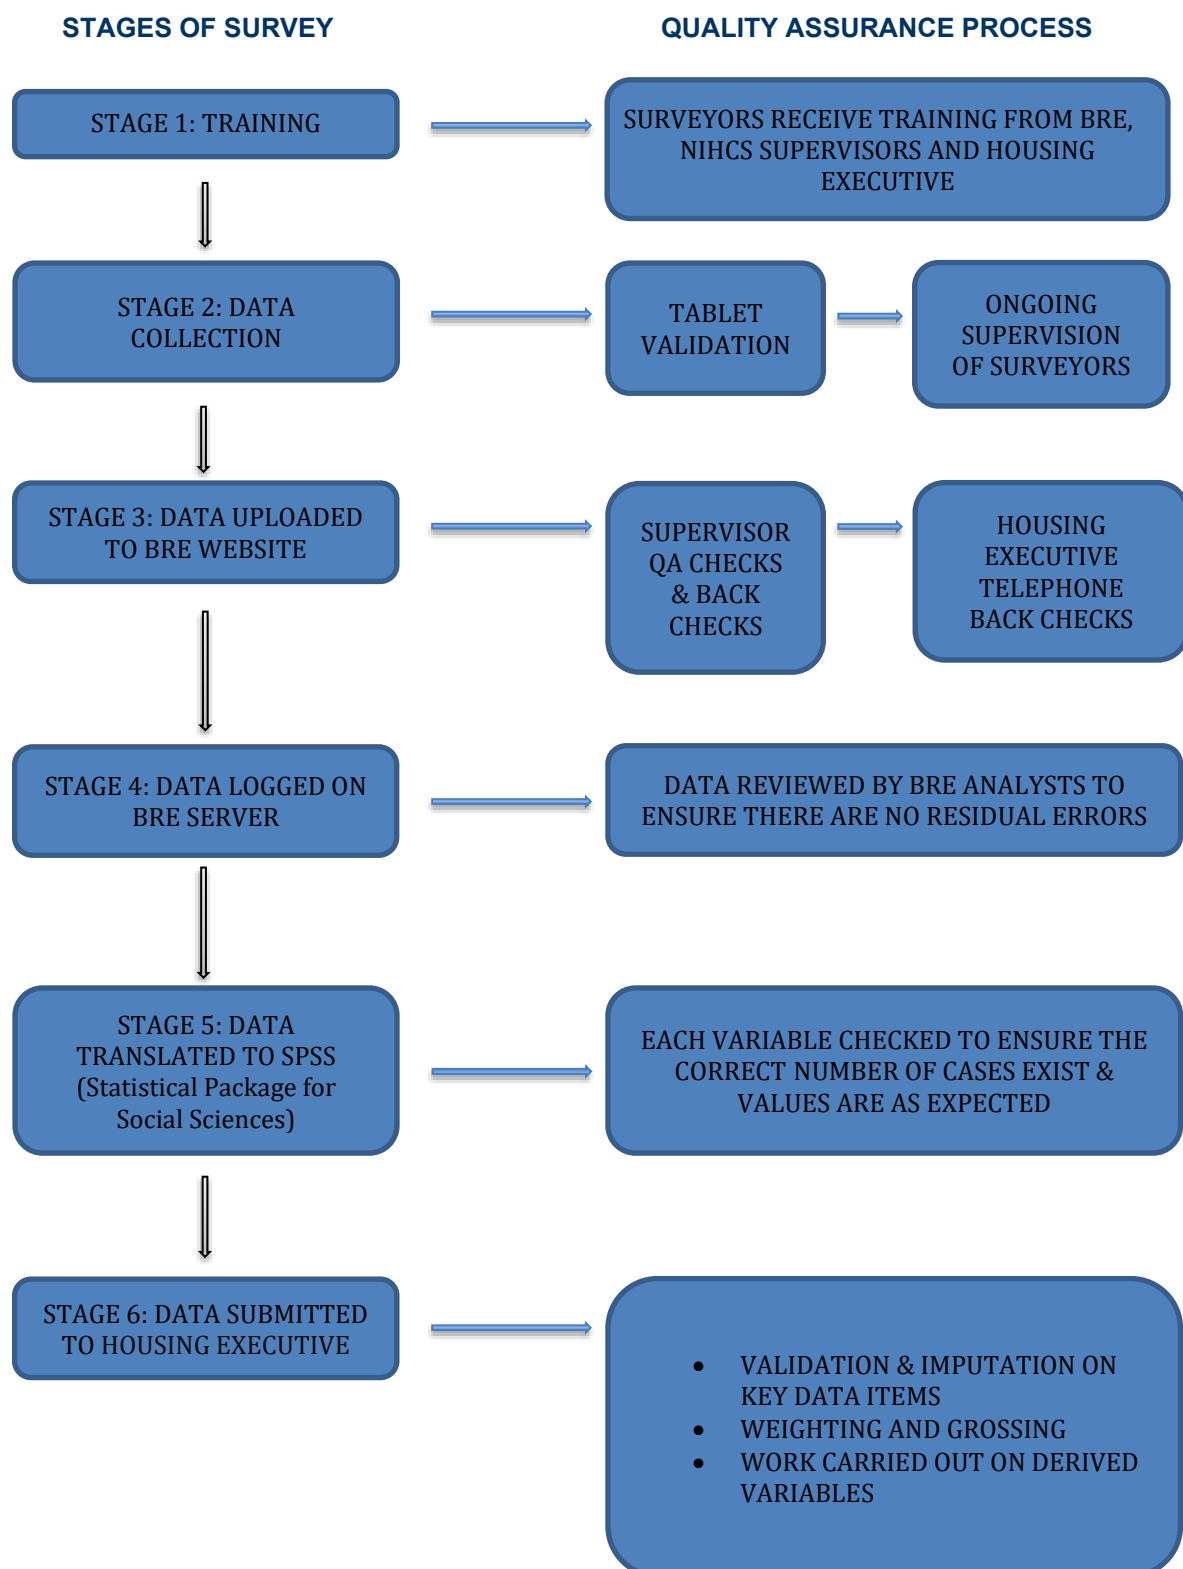 STAGES OF SURVEY
QUALITY ASSURANCE PROCESS
STAGE 1: TRAINING
SURVEYORS RECEIVE TRAINING FROM BRE,
NIHCS SUPERVISORS AND HOUSING
EXECUTIVE
STAGE 2: DATA
COLLECTION
TABLET
VALIDATION
ONGOING
SUPERVISION
OF SURVEYORS
STAGE 3: DATA UPLOADED
TO BRE WEBSITE
SUPERVISOR
QA CHECKS
& BACK
CHECKS
HOUSING
EXECUTIVE
TELEPHONE
BACK CHECKS
STAGE 4: DATA LOGGED ON
BRE SERVER
DATA REVIEWED BY BRE ANALYSTS TO
ENSURE THERE ARE NO RESIDUAL ERRORS
STAGE 5: DATA
TRANSLATED TO SPSS
(Statistical Package for
Social Sciences)
EACH VARIABLE CHECKED TO ENSURE THE
CORRECT NUMBER OF CASES EXIST &
VALUES ARE AS EXPECTED
STAGE 6: DATA SUBMITTED
TO HOUSING EXECUTIVE
• VALIDATION & IMPUTATION ON
KEY DATA ITEMS
• WEIGHTING AND GROSSING
• WORK CARRIED OUT ON DERIVED
VARIABLES